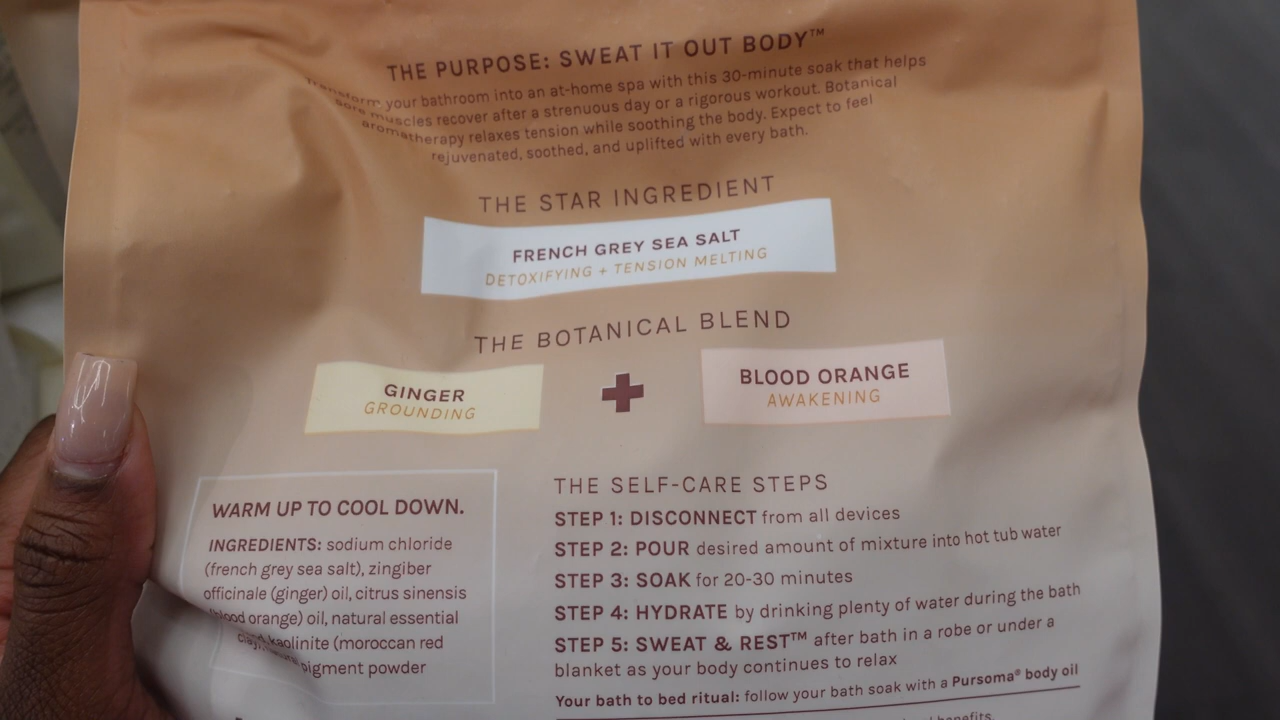 THE PURPOSE: SWEAT IT OUT BODY™
Transform your bathroom into an at-home spa with this 30-minute soak that helps
sore muscles recover after a strenuous day or a rigorous workout. Botanical
aromatherapy relaxes tension while soothing the body. Expect to feel
rejuvenated, soothed, and uplifted with every bath.
THE STAR INGREDIENT
FRENCH GREY SEA SALT
DETOXIFYING + TENSION MELTING
THE BOTANICAL BLEND
GINGER
GROUNDING
BLOOD ORANGE
AWAKENING
WARM UP TO COOL DOWN.
INGREDIENTS: sodium chloride
(french grey sea salt), zingiber
officinale (ginger) oil, citrus sinensis
(blood orange) oil, natural essential
kaolinite (moroccan red
clay), pigment powder
THE SELF-CARE STEPS
STEP 1: DISCONNECT from all devices
STEP 2: POUR desired amount of mixture into hot tub water
STEP 3: SOAK for 20-30 minutes
STEP 4: HYDRATE by drinking plenty of water during the bath
STEP 5: SWEAT & REST™ after bath in a robe or under a
blanket as your body continues to relax
Your bath to bed ritual: follow your bath soak with a Pursoma® body oil
benefits.